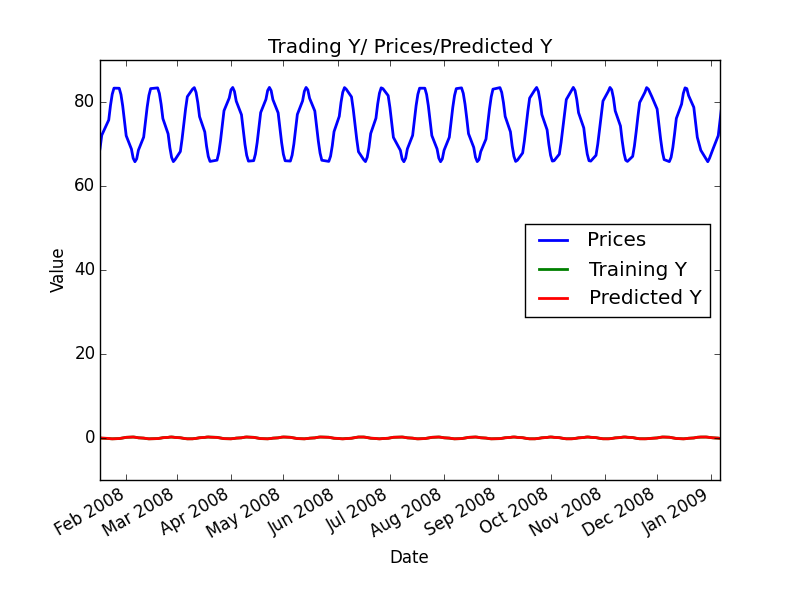 Trading Y/ Prices/Predicted Y
80
60
40
20
0
Value
Prices
Training Y
Predicted Y
Feb 2008
Mar 2008
Apr 2008
May 2008
Jun 2008
Jul 2008
Aug 2008
Sep 2008
Oct 2008
Nov 2008
Dec 2008
Jan 2009
Date